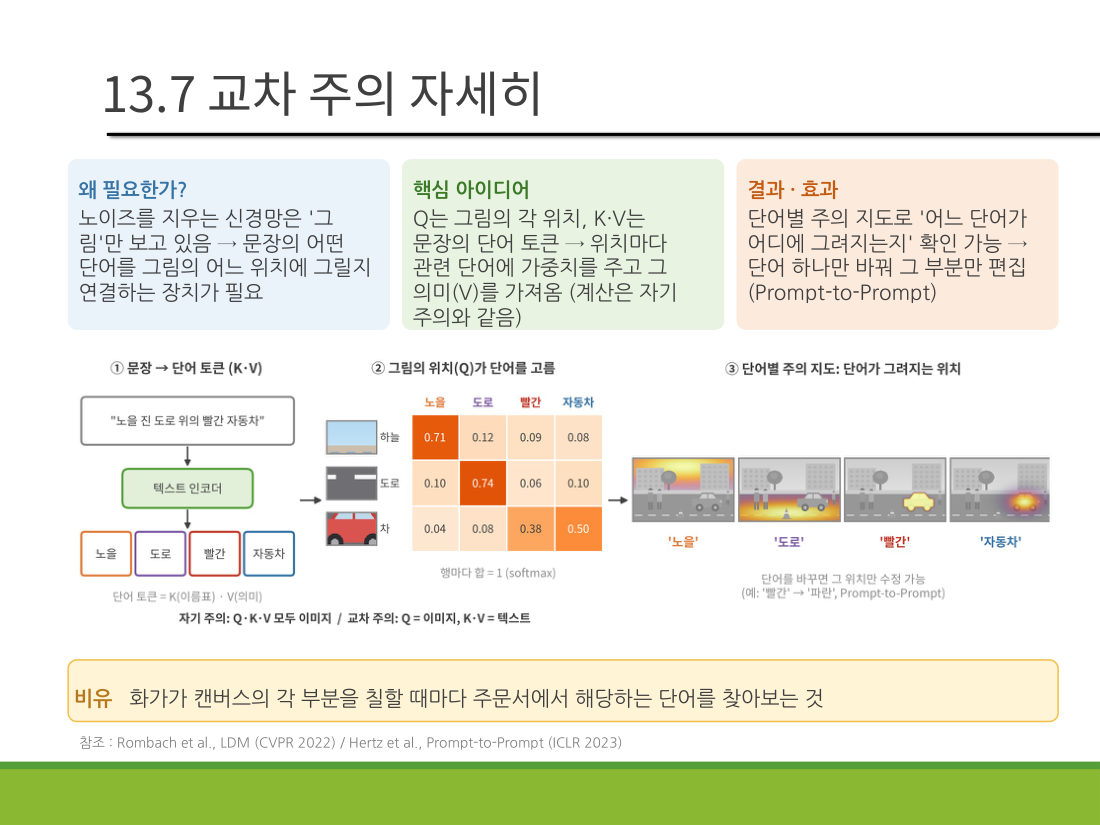 13.7 교차 주의 자세히
왜 필요한가?
노이즈를 지우는 신경망은 '그
림'만 보고 있음 → 문장의 어떤
단어를 그림의 어느 위치에 그릴지
연결하는 장치가 필요
핵심 아이디어
Q는 그림의 각 위치, K·V는
문장의 단어 토큰 → 위치마다
관련 단어에 가중치를 주고 그
의미(V)를 가져옴 (계산은 자기
주의와 같음)
결과 · 효과
단어별 주의 지도로 '어느 단어가
어디에 그려지는지' 확인 가능 →
단어 하나만 바꿔 그 부분만 편집
(Prompt-to-Prompt)
① 문장 → 단어 토큰 (K·V)
"노을 진 도로 위의 빨간 자동차"
텍스트 인코더
노을 도로 빨간 자동차
단어 토큰 = K(이름표) · V(의미)
② 그림의 위치(Q)가 단어를 고름
노을 도로 빨간 자동차
하늘 0.71 0.12 0.09 0.08
도로 0.10 0.74 0.06 0.10
차 0.04 0.08 0.38 0.50
행마다 합 = 1 (softmax)
자기 주의: Q·K·V 모두 이미지 / 교차 주의: Q = 이미지, K·V = 텍스트
③ 단어별 주의 지도: 단어가 그려지는 위치
'노을' '도로' '빨간' '자동차'
단어를 바꾸면 그 위치만 수정 가능
(예: '빨간' → '파란', Prompt-to-Prompt)
비유 화가가 캔버스의 각 부분을 칠할 때마다 주문서에서 해당하는 단어를 찾아보는 것
참조 : Rombach et al., LDM (CVPR 2022) / Hertz et al., Prompt-to-Prompt (ICLR 2023)